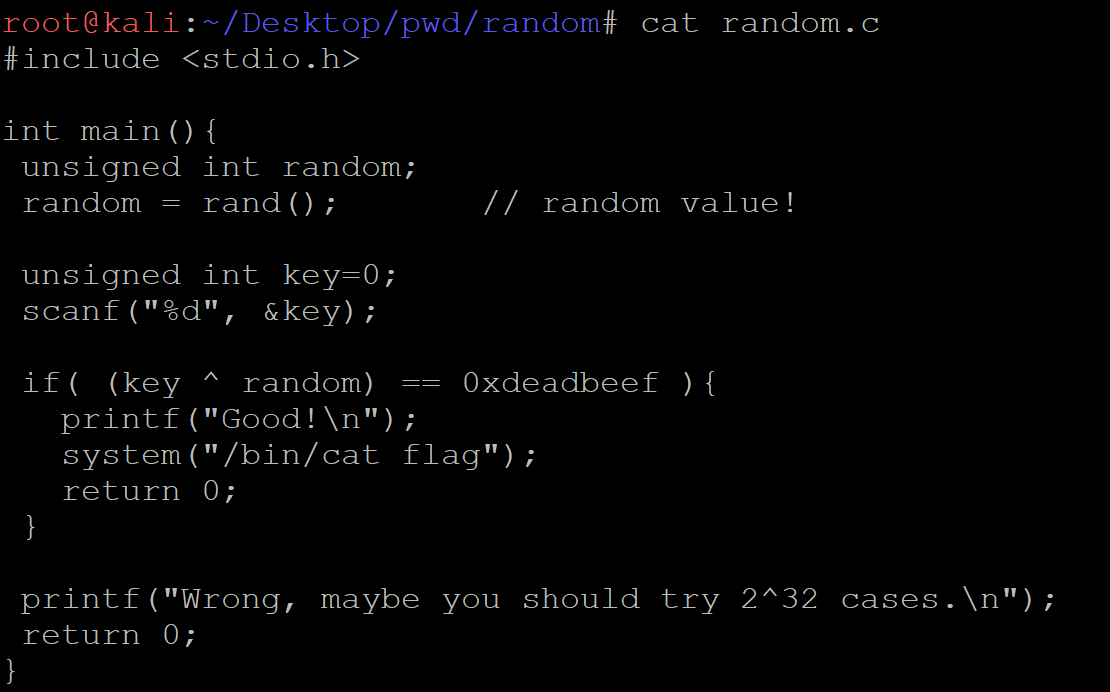 root@kali:~/Desktop/pwd/random# cat random.c
#include <stdio.h>

int main(){
 unsigned int random;
 random = rand();       // random value!

 unsigned int key=0;
 scanf("%d", &key);

 if( (key ^ random) == 0xdeadbeef ){
   printf("Good!\n");
   system("/bin/cat flag");
   return 0;
 }

 printf("Wrong, maybe you should try 2^32 cases.\n");
 return 0;
}